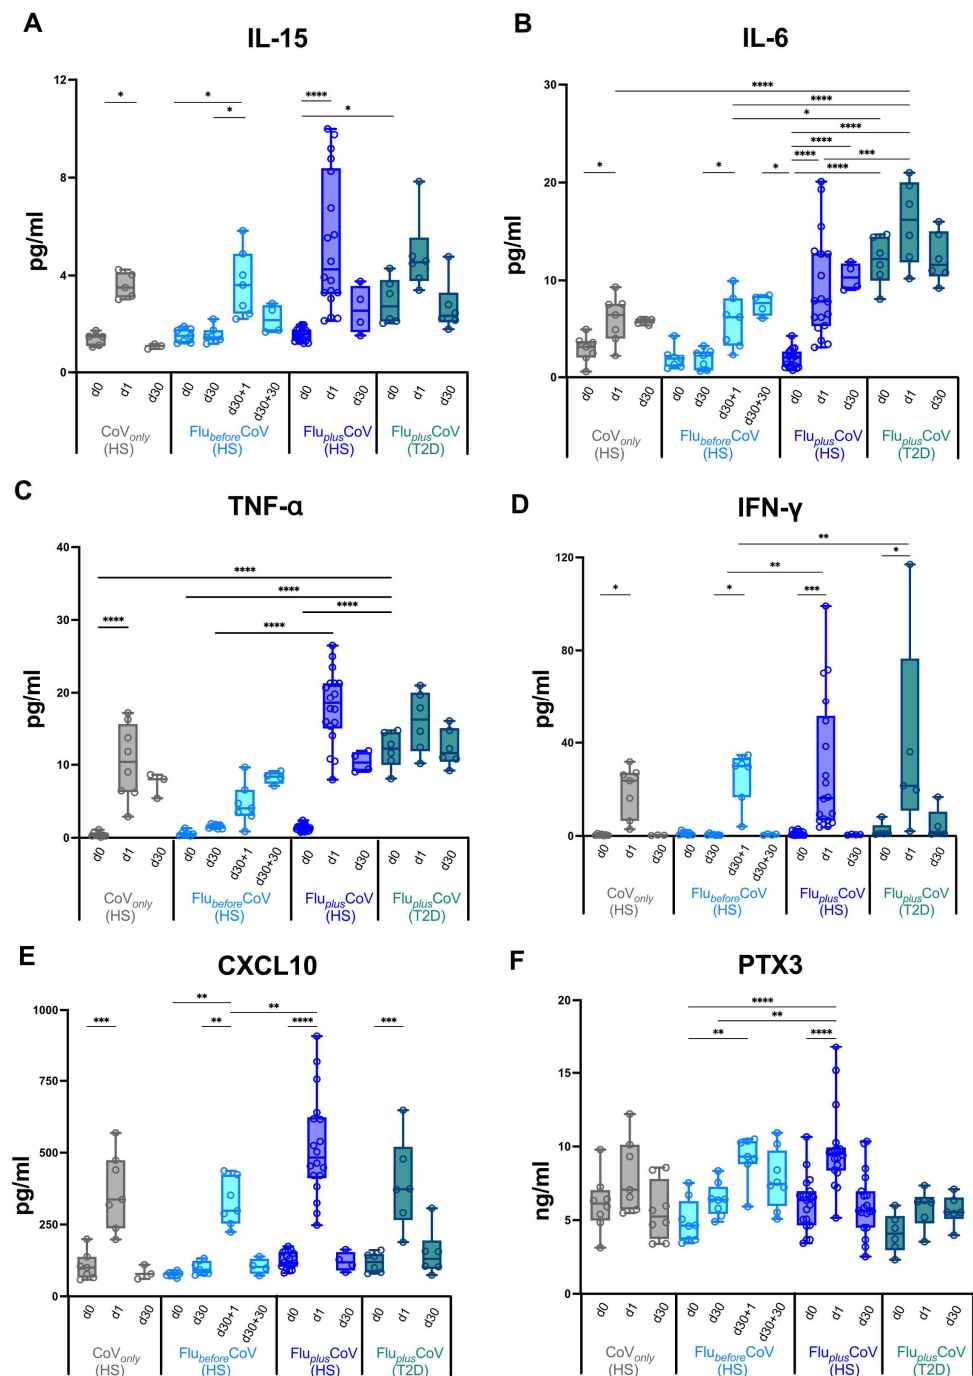 A
IL-15
12
8
4
0
pg/ml
*
*
*
****
*
d0
d1
d30
d0
d30
d30+1
d30+30
d0
d1
d30
d0
d1
d30
CoVonly
(HS)
FlubeforeCoV
(HS)
FluplusCoV
(HS)
FluplusCoV
(T2D)
B
IL-6
30
20
10
0
pg/ml
****
****
*
****
****
****
***
****
*
*
*
d0
d1
d30
d0
d30
d30+1
d30+30
d0
d1
d30
d0
d1
d30
CoVonly
(HS)
FlubeforeCoV
(HS)
FluplusCoV
(HS)
FluplusCoV
(T2D)
C
TNF-α
40
30
20
10
0
pg/ml
****
****
****
****
****
d0
d1
d30
d0
d30
d30+1
d30+30
d0
d1
d30
d0
d1
d30
CoVonly
(HS)
FlubeforeCoV
(HS)
FluplusCoV
(HS)
FluplusCoV
(T2D)
D
IFN-γ
120
80
40
0
pg/ml
**
*
**
*
*
***
d0
d1
d30
d0
d30
d30+1
d30+30
d0
d1
d30
d0
d1
d30
CoVonly
(HS)
FlubeforeCoV
(HS)
FluplusCoV
(HS)
FluplusCoV
(T2D)
E
CXCL10
1000
750
500
250
0
pg/ml
**
**
***
**
****
***
d0
d1
d30
d0
d30
d30+1
d30+30
d0
d1
d30
d0
d1
d30
CoVonly
(HS)
FlubeforeCoV
(HS)
FluplusCoV
(HS)
FluplusCoV
(T2D)
F
PTX3
20
15
10
5
0
ng/ml
****
**
**
****
d0
d1
d30
d0
d30
d30+1
d30+30
d0
d1
d30
d0
d1
d30
CoVonly
(HS)
FlubeforeCoV
(HS)
FluplusCoV
(HS)
FluplusCoV
(T2D)